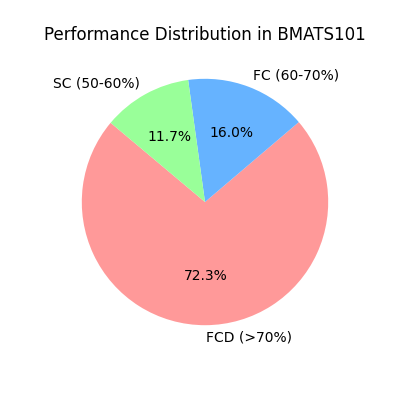 Performance Distribution in BMATS101
SC (50-60%)
FC (60-70%)
11.7%
16.0%
72.3%
FCD (>70%)